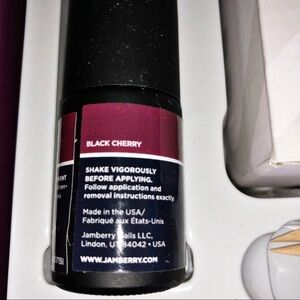 BLACK CHERRY
SHAKE VIGOROUSLY
BEFORE APPLYING.
Follow application and
removal instructions exactly.
Made in the USA/
Fabriqué aux États-Unis
Jamberry Nails LLC,
Lindon, UT 84042 • USA
WWW.JAMBERRY.COM